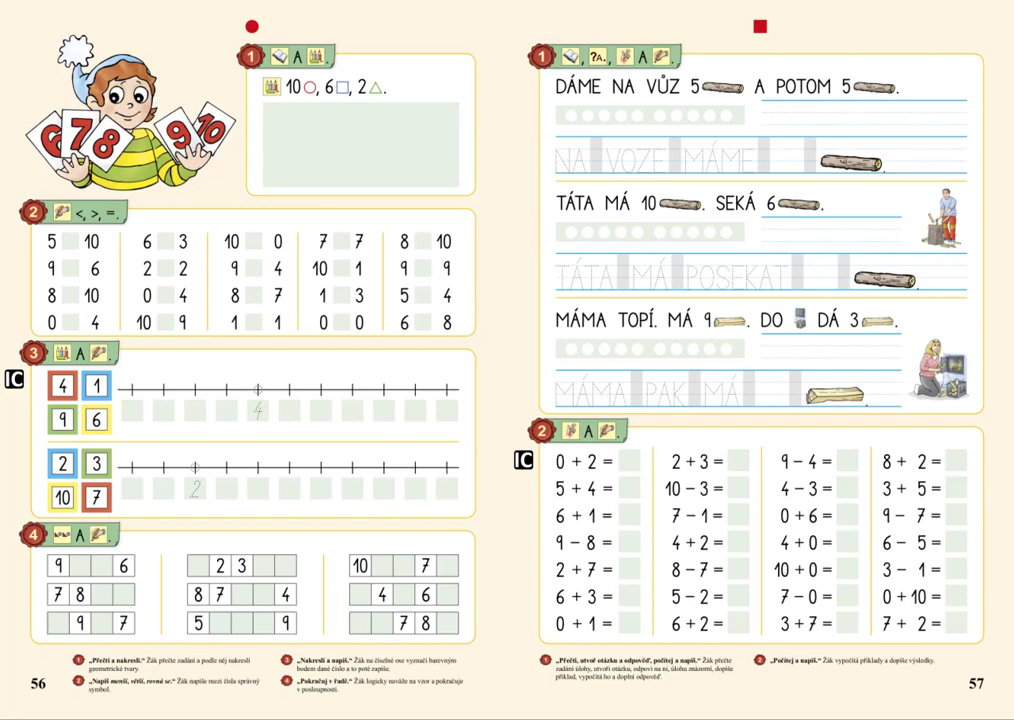 6 7 8 9 10
1 A
10, 6, 2.
2 <, >, =.
5 10 6 3 10 0 7 7 8 10
9 6 2 2 9 4 10 1 9 9
8 10 0 4 8 7 1 3 5 4
0 4 10 9 1 1 0 0 6 8
3 A
IC
4 1
9 6
4
2 3
10 7
2
4 A
9 6 2 3 10 7
7 8 8 7 4 4 6
9 7 5 9 7 8
1 „Přečti a nakresli.“ Žák přečte zadání a podle něj nakreslí
geometrické tvary.
2 „Napiš menší, větší, rovná se.“ Žák napíše mezi čísla správný
symbol.
3 „Nakresli a napiš.“ Žák na číselné ose vyznačí barevným
bodem dané číslo a to poté zapíše.
4 „Pokračuj v řadě.“ Žák logicky naváže na vzor a pokračuje
v posloupnosti.
56
1 , ?A., , A
DÁME NA VŮZ 5 A POTOM 5 .
NA VOZE MÁME .
TÁTA MÁ 10 . SEKÁ 6 .
TÁTA MÁ POSEKAT .
MÁMA TOPÍ. MÁ 9 . DO DÁ 3 .
MÁMA PAK MÁ .
2 A
IC
0 + 2 = 2 + 3 = 9 – 4 = 8 + 2 =
5 + 4 = 10 – 3 = 4 – 3 = 3 + 5 =
6 + 1 = 7 – 1 = 0 + 6 = 9 – 7 =
9 – 8 = 4 + 2 = 4 + 0 = 6 – 5 =
2 + 7 = 8 – 7 = 10 + 0 = 3 – 1 =
6 + 3 = 5 – 2 = 7 – 0 = 0 + 10 =
0 + 1 = 6 + 2 = 3 + 7 = 7 + 2 =
1 „Přečti, utvoř otázku a odpověď, počítej a napiš.“ Žák přečte
zadání úlohy, utvoří otázku, odpoví na ni, úlohu znázorní, dopíše
příklad, vypočítá ho a doplní odpověď.
2 „Počítej a napiš.“ Žák vypočítá příklady a dopíše výsledky.
57